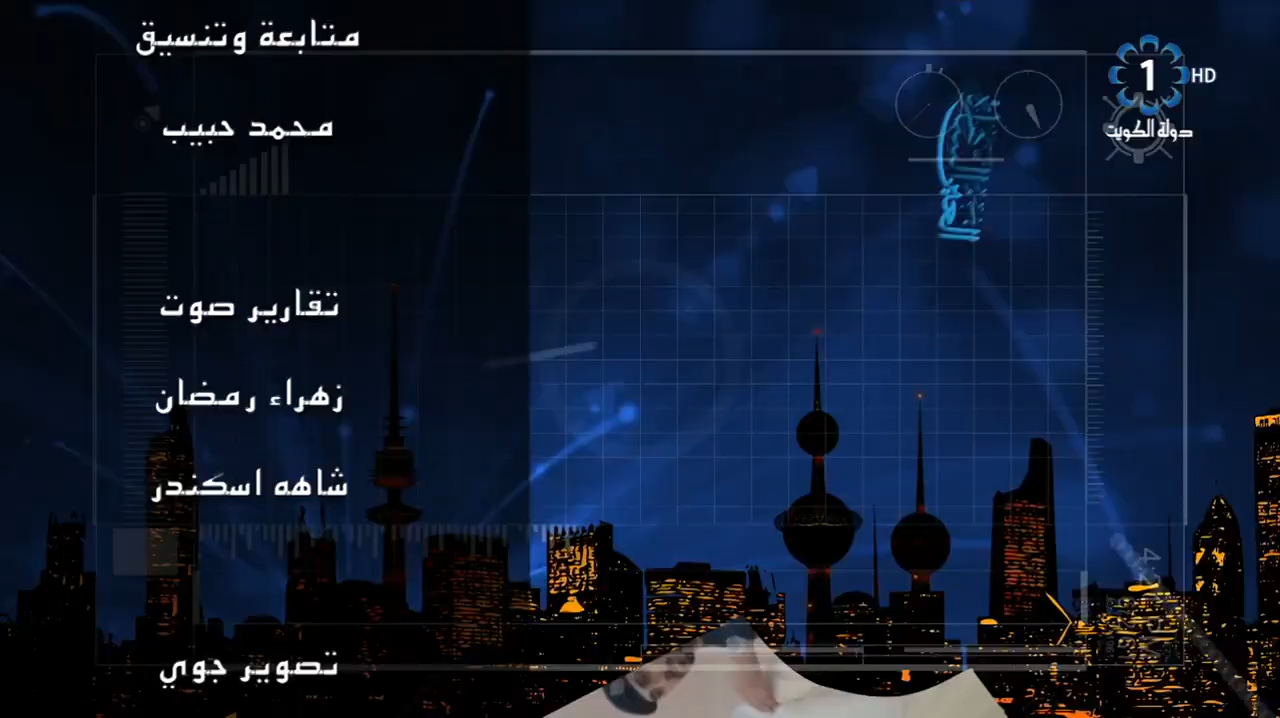 متابعة وتنسيق
محمد حبيب
تقارير صوت
زهراء رمضان
شاهه اسكندر
تصوير جوي
1 HD
دولة الكويت